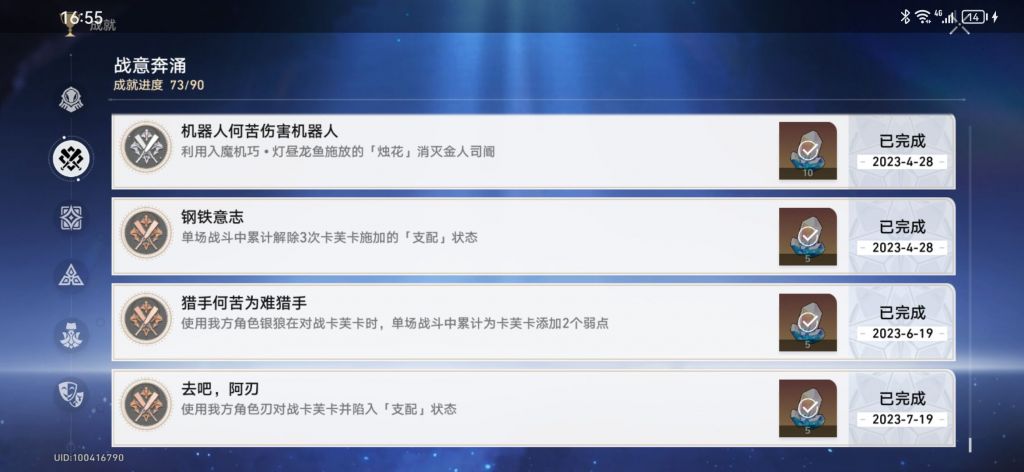 16:55
4G
14
成就
战意奔涌
成就进度 73/90
机器人何苦伤害机器人
利用入魔机巧•灯昼龙鱼施放的「烛花」消灭金人司阍
10
已完成
2023-4-28
钢铁意志
单场战斗中累计解除3次卡芙卡施加的「支配」状态
5
已完成
2023-4-28
猎手何苦为难猎手
使用我方角色银狼在对战卡芙卡时，单场战斗中累计为卡芙卡添加2个弱点
5
已完成
2023-6-19
去吧，阿刃
使用我方角色刃对战卡芙卡并陷入「支配」状态
5
已完成
2023-7-19
UID:100416790